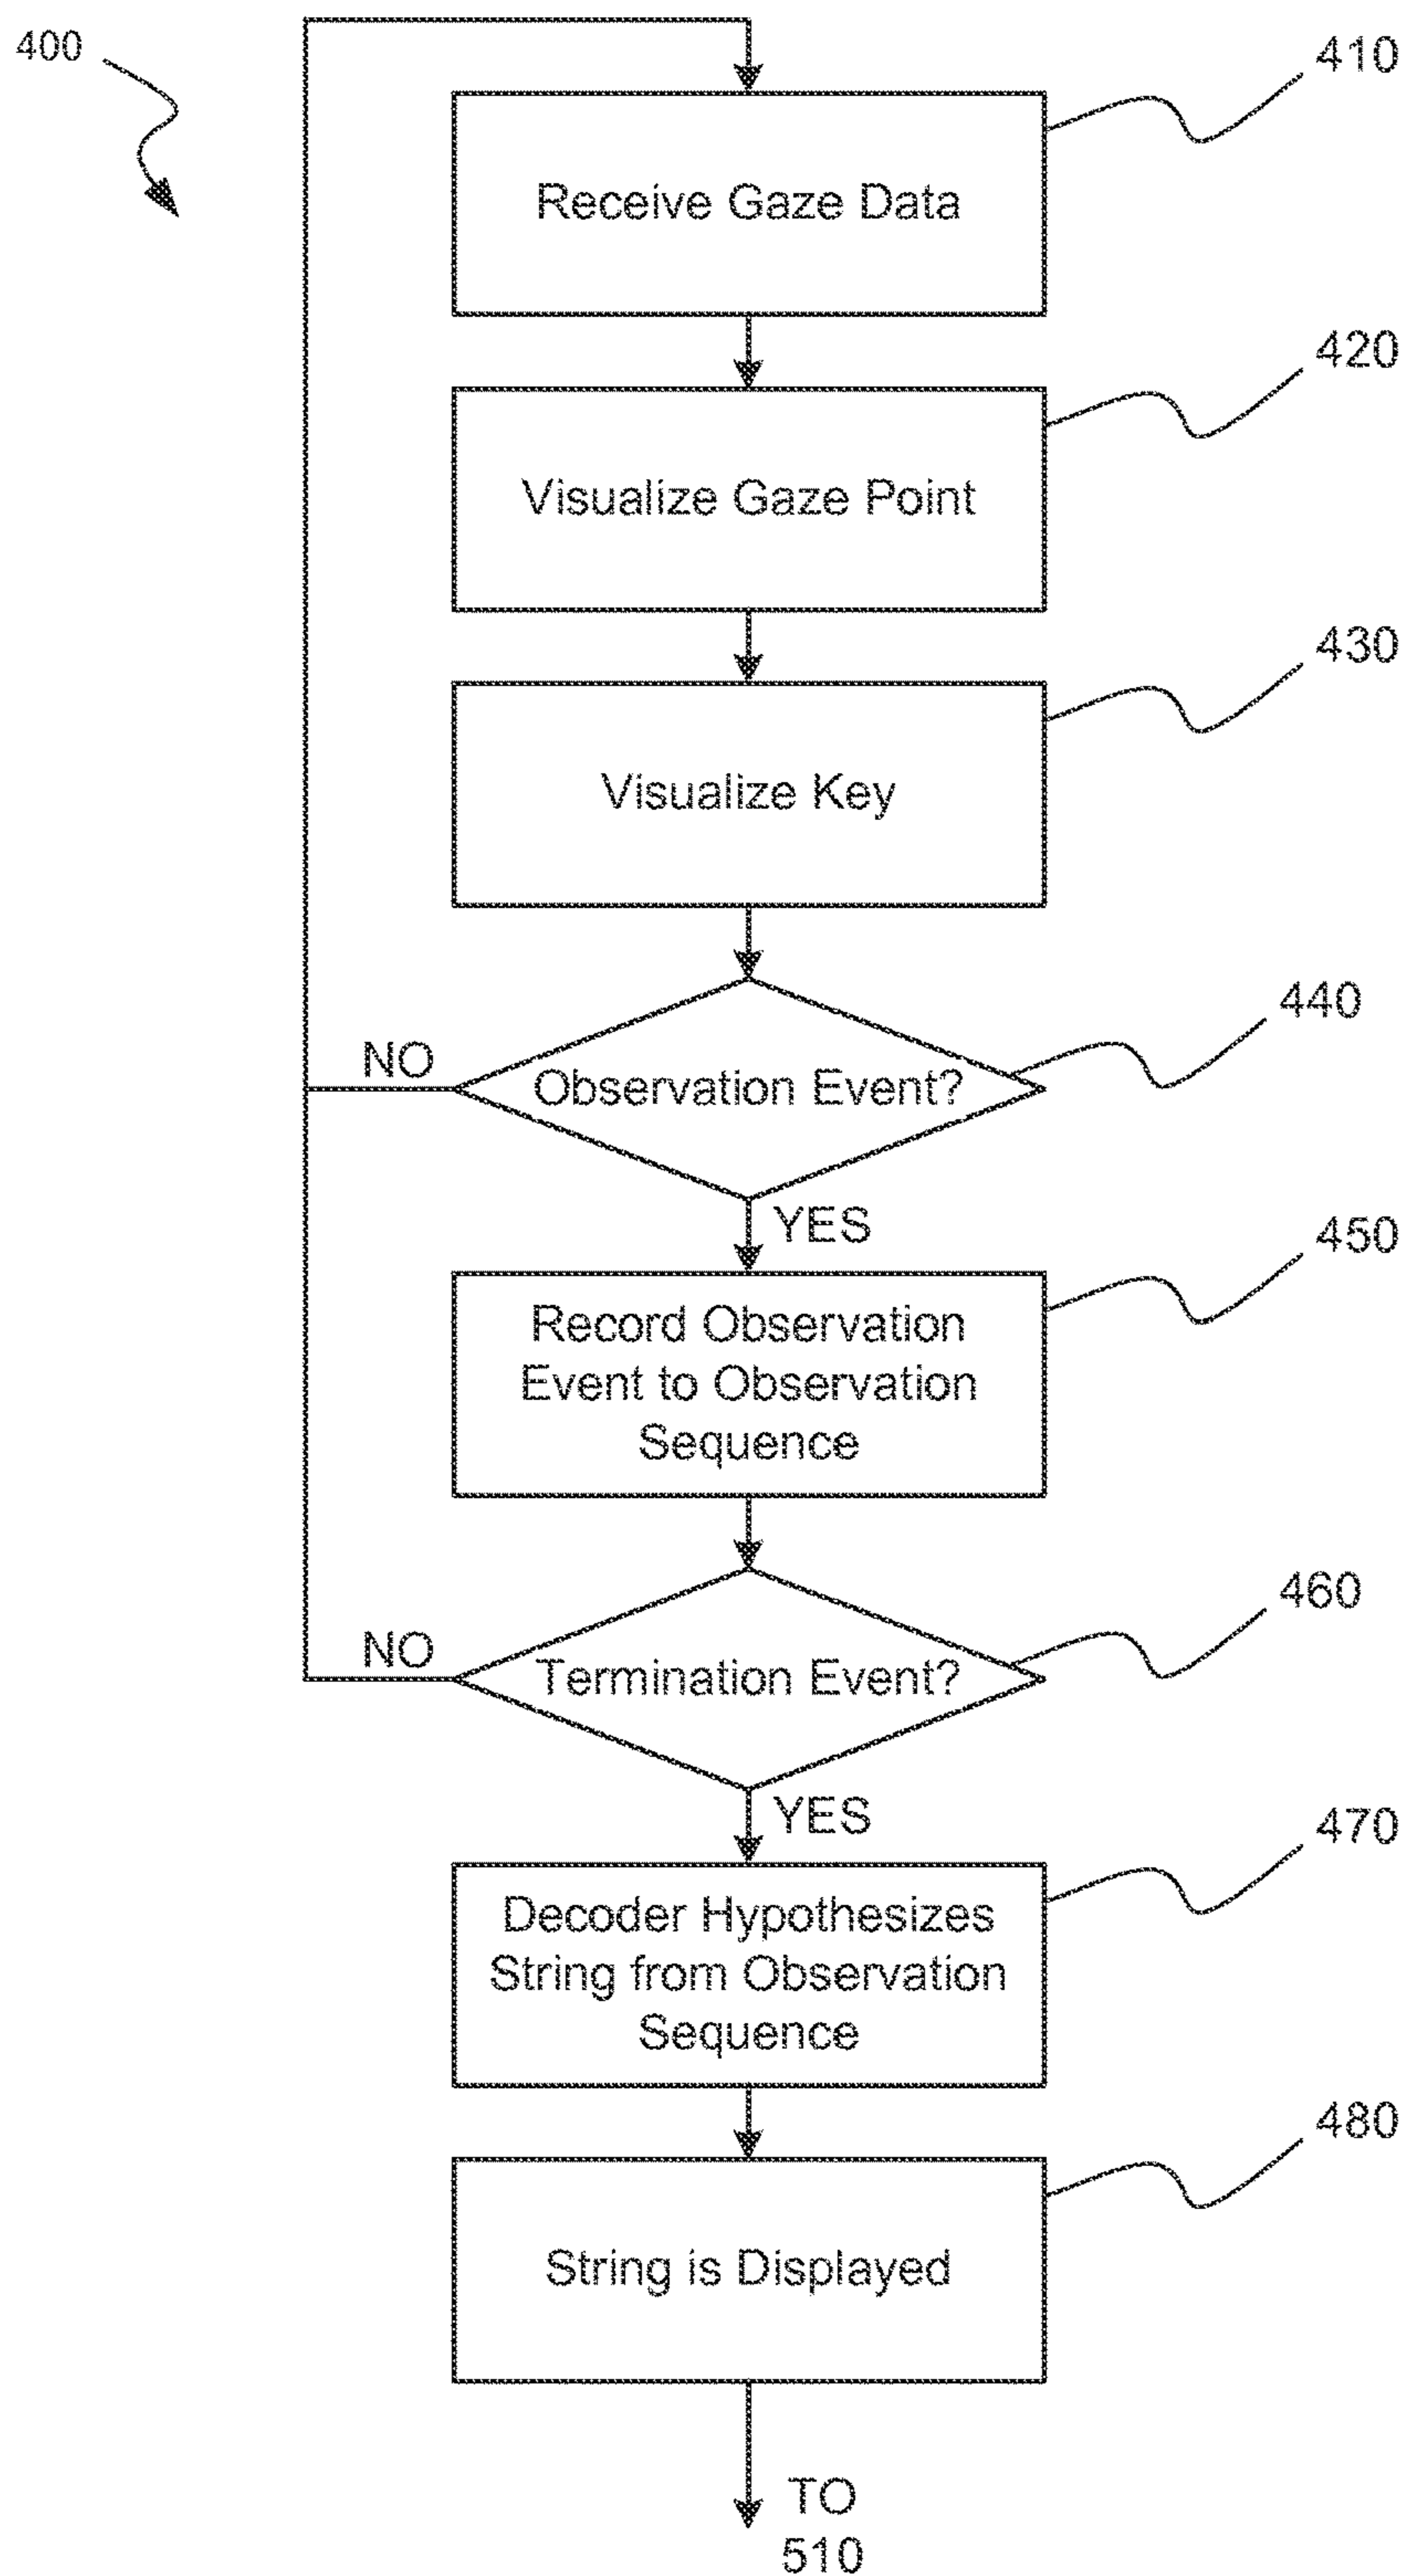 400
410
Receive Gaze Data
420
Visualize Gaze Point
430
Visualize Key
440
NO
Observation Event?
YES
450
Record Observation
Event to Observation
Sequence
460
NO
Termination Event?
YES
470
Decoder Hypothesizes
String from Observation
Sequence
480
String is Displayed
TO
510